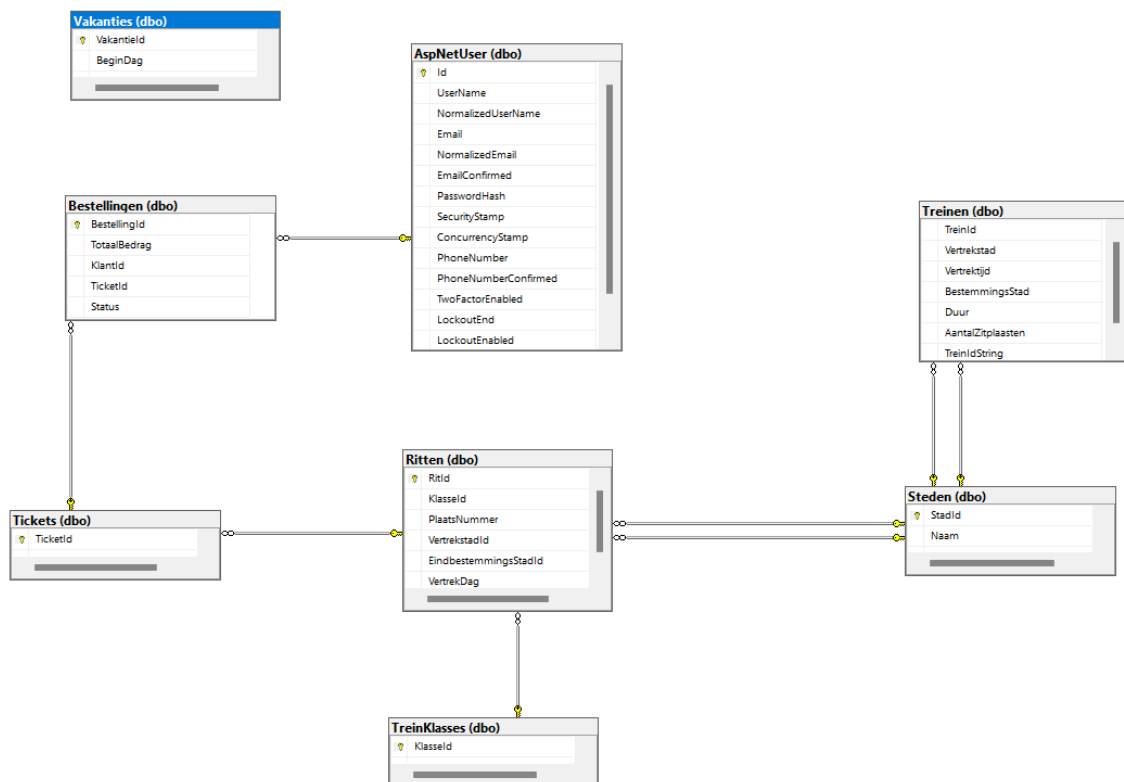 Vakanties (dbo)
VakantieId
BeginDag
AspNetUser (dbo)
Id
UserName
NormalizedUserName
Email
NormalizedEmail
EmailConfirmed
PasswordHash
SecurityStamp
ConcurrencyStamp
PhoneNumber
PhoneNumberConfirmed
TwoFactorEnabled
LockoutEnd
LockoutEnabled
Bestellingen (dbo)
BestellingId
TotaalBedrag
KlantId
TicketId
Status
Treinen (dbo)
TreinId
Vertrekstad
Vertrektijd
BestemmingsStad
Duur
AantalZitplaasten
TreinIdString
Ritten (dbo)
RitId
KlasseId
PlaatsNummer
VertrekstadId
EindbestemmingsStadId
VertrekDag
Steden (dbo)
StadId
Naam
Tickets (dbo)
TicketId
TreinKlasses (dbo)
KlasseId